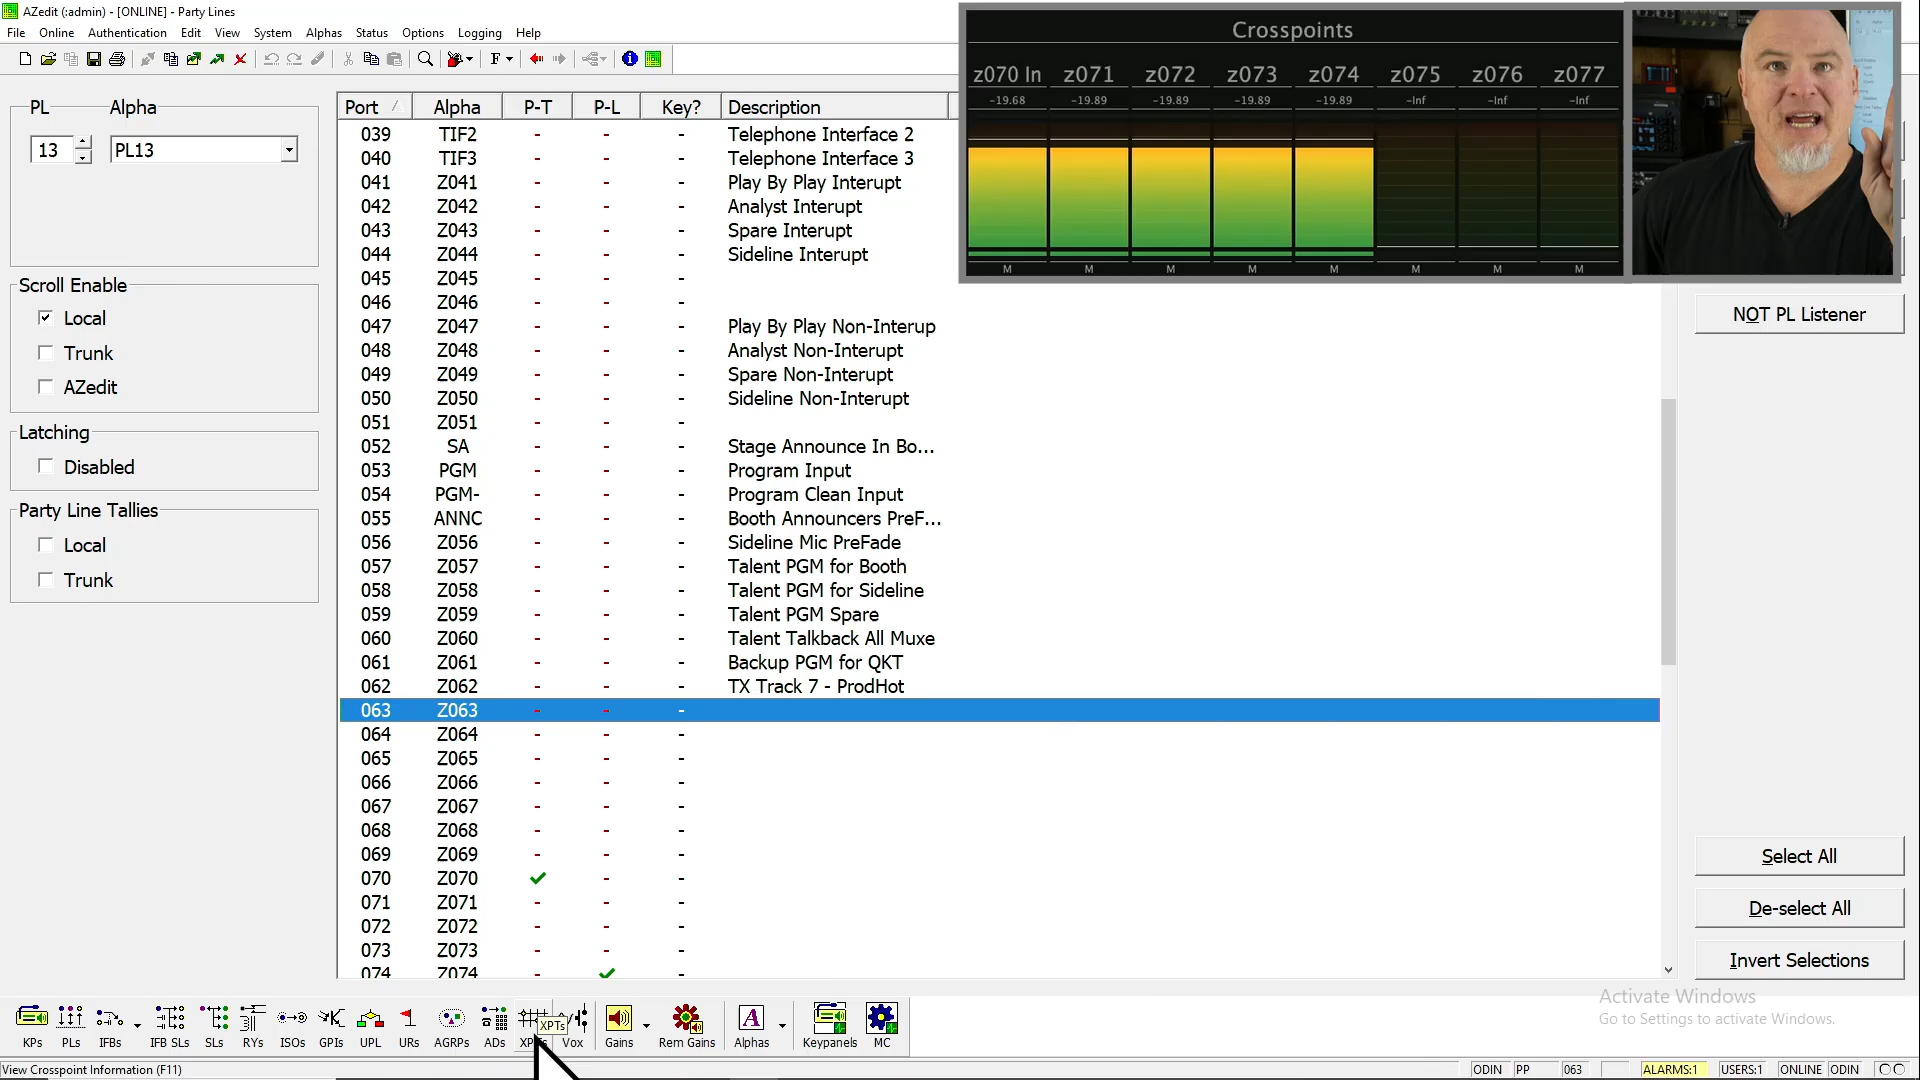 AZedit (:admin) - [ONLINE] - Party Lines
File Online Authentication Edit View System Alphas Status Options Logging Help
F
PL Alpha
13 PL13
Scroll Enable
Local
Trunk
AZedit
Latching
Disabled
Party Line Tallies
Local
Trunk
Port Alpha P-T P-L Key? Description
039 TIF2 - - - Telephone Interface 2
040 TIF3 - - - Telephone Interface 3
041 Z041 - - - Play By Play Interupt
042 Z042 - - - Analyst Interupt
043 Z043 - - - Spare Interupt
044 Z044 - - - Sideline Interupt
045 Z045 - - -
046 Z046 - - -
047 Z047 - - - Play By Play Non-Interup
048 Z048 - - - Analyst Non-Interupt
049 Z049 - - - Spare Non-Interupt
050 Z050 - - - Sideline Non-Interupt
051 Z051 - - -
052 SA - - - Stage Announce In Bo...
053 PGM - - - Program Input
054 PGM- - - - Program Clean Input
055 ANNC - - - Booth Announcers PreF...
056 Z056 - - - Sideline Mic PreFade
057 Z057 - - - Talent PGM for Booth
058 Z058 - - - Talent PGM for Sideline
059 Z059 - - - Talent PGM Spare
060 Z060 - - - Talent Talkback All Muxe
061 Z061 - - - Backup PGM for QKT
062 Z062 - - - TX Track 7 - ProdHot
063 Z063 - - -
064 Z064 - - -
065 Z065 - - -
066 Z066 - - -
067 Z067 - - -
068 Z068 - - -
069 Z069 - - -
070 Z070 ✓ - -
071 Z071 - - -
072 Z072 - - -
073 Z073 - - -
074 Z074 - ✓ -
Crosspoints
z070 In z071 z072 z073 z074 z075 z076 z077
-19.68 -19.89 -19.89 -19.89 -19.89 -Inf -Inf -Inf
M M M M M M M M
NOT PL Listener
Select All
De-select All
Invert Selections
Activate Windows
Go to Settings to activate Windows.
XPTs
KPs PLs IFBs IFB SLs SLs RYs ISOs GPIs UPL URs AGRPs ADs XPTs Vox Gains Rem Gains Alphas Keypanels MC
View Crosspoint Information (F11) ODIN PP 063 ALARMS:1 USERS:1 ONLINE ODIN